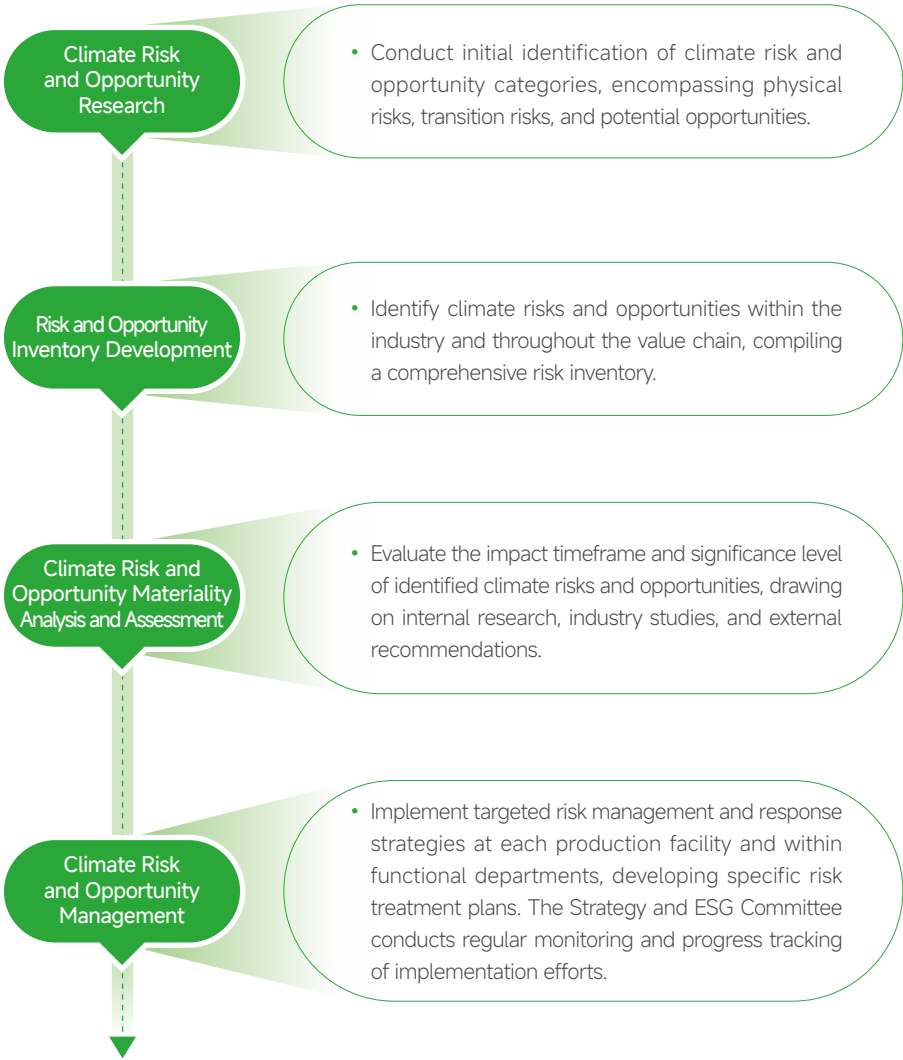 Climate Risk
and Opportunity
Research
• Conduct initial identification of climate risk and
opportunity categories, encompassing physical
risks, transition risks, and potential opportunities.
Risk and Opportunity
Inventory Development
• Identify climate risks and opportunities within the
industry and throughout the value chain, compiling
a comprehensive risk inventory.
Climate Risk and
Opportunity Materiality
Analysis and Assessment
• Evaluate the impact timeframe and significance level
of identified climate risks and opportunities, drawing
on internal research, industry studies, and external
recommendations.
Climate Risk
and Opportunity
Management
• Implement targeted risk management and response
strategies at each production facility and within
functional departments, developing specific risk
treatment plans. The Strategy and ESG Committee
conducts regular monitoring and progress tracking
of implementation efforts.